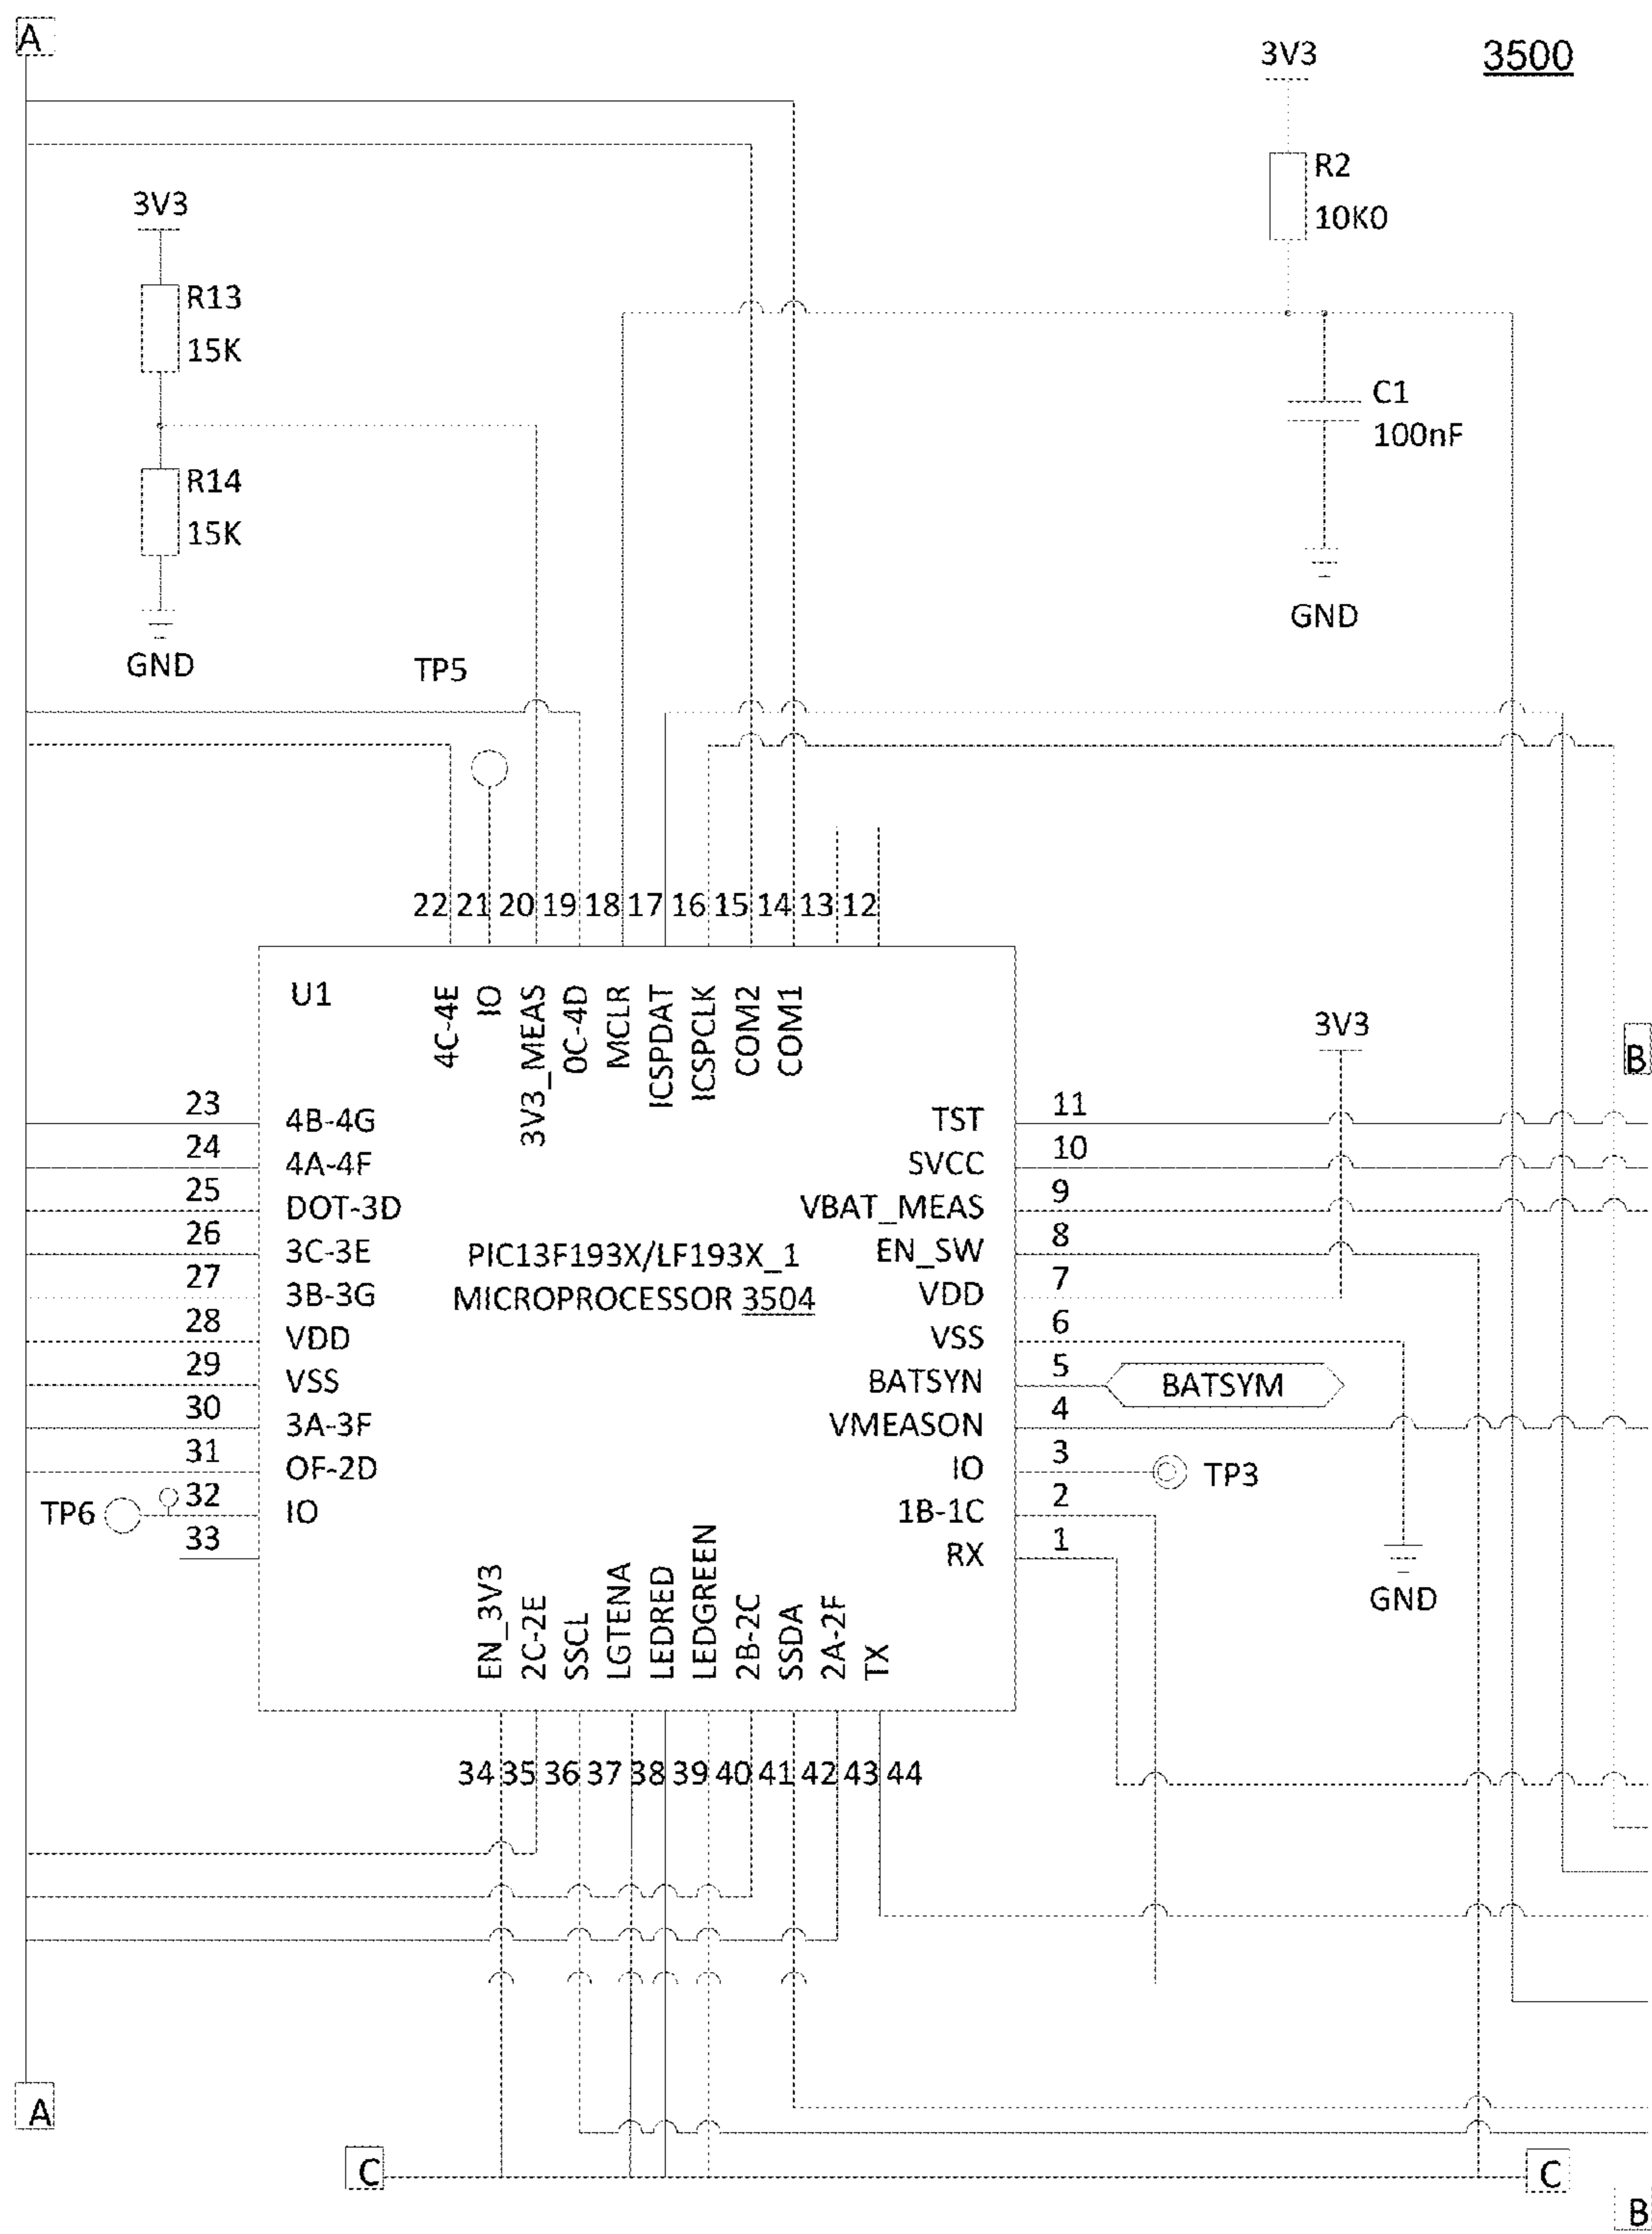 A
3500
3V3
R2
10K0
3V3
R13
15K
C1
100nF
R14
15K
GND
GND
TP5
22 21 20 19 18 17 16 15 14 13 12
U1
4C-4E
IO
3V3_MEAS
0C-4D
MCLR
ICSPDAT
ICSPCLK
COM2
COM1
3V3
B
23 4B-4G
24 4A-4F
25 DOT-3D
26 3C-3E
27 3B-3G
28 VDD
29 VSS
30 3A-3F
31 OF-2D
TP6 32 IO
33
PIC13F193X/LF193X_1
MICROPROCESSOR 3504
TST 11
SVCC 10
VBAT_MEAS 9
EN_SW 8
VDD 7
VSS 6
BATSYN 5 BATSYM
VMEASON 4
IO 3 TP3
1B-1C 2
RX 1
GND
EN_3V3
2C-2E
SSCL
LGTENA
LEDRED
LEDGREEN
2B-2C
SSDA
2A-2F
TX
34 35 36 37 38 39 40 41 42 43 44
A
C
C
B